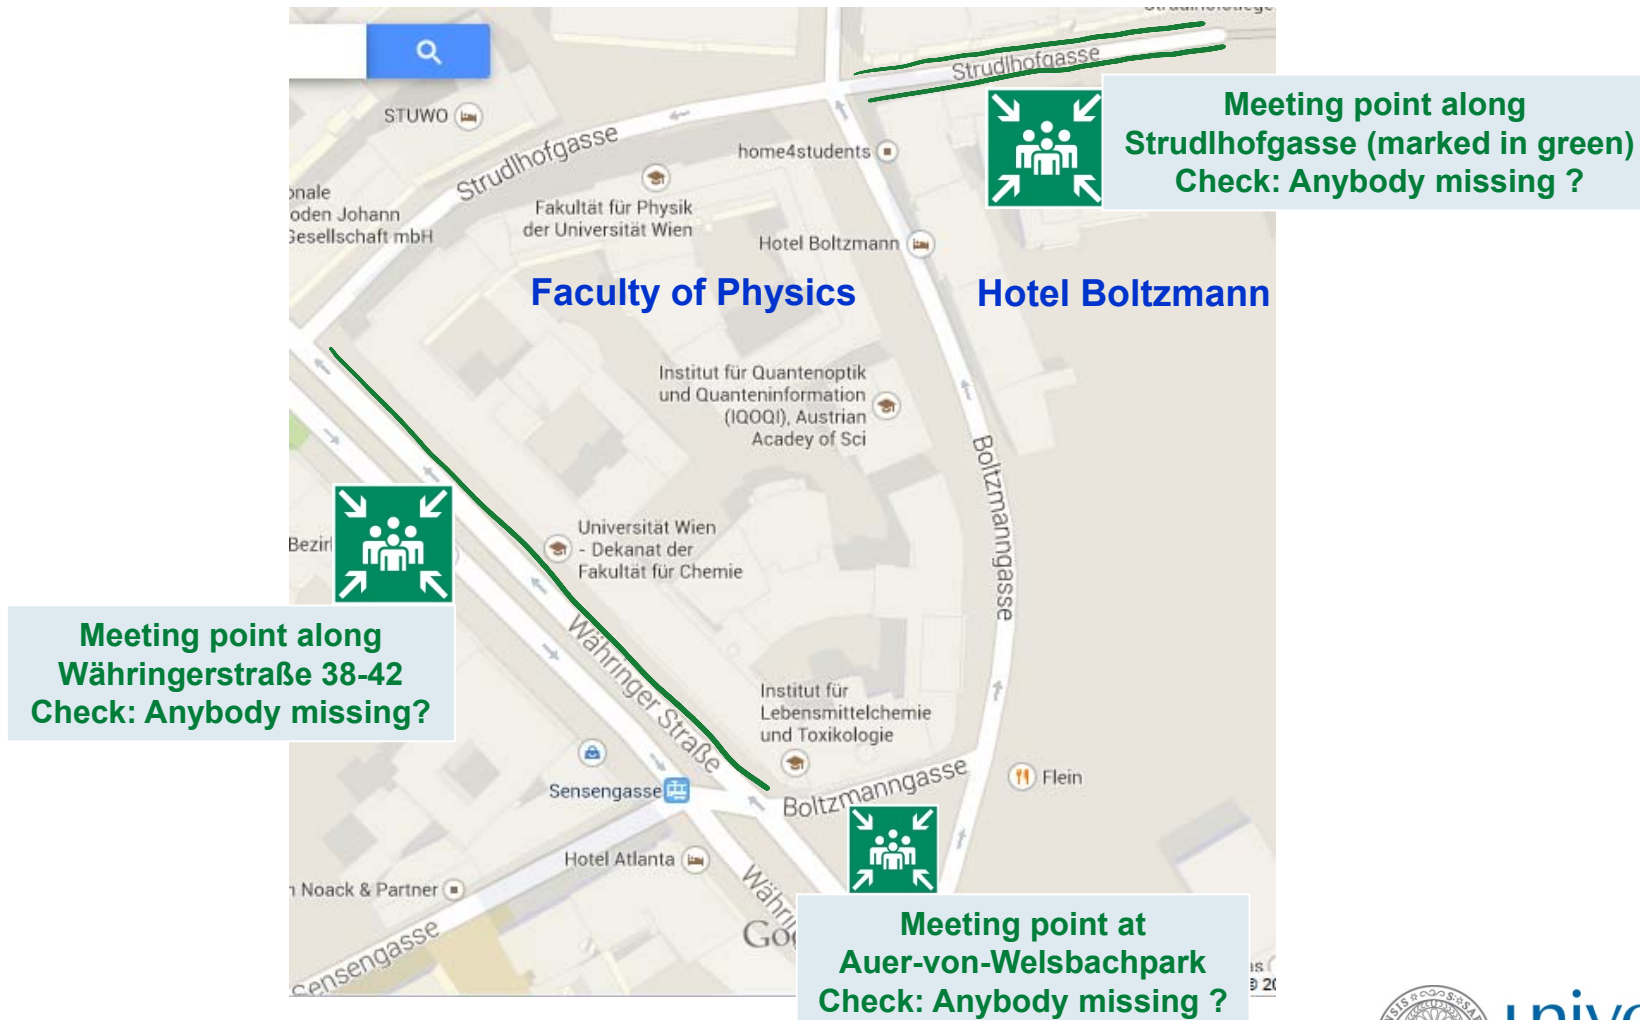 Strudlhofgasse
STUWO
home4students
Strudlhofgasse
Meeting point along
Strudlhofgasse (marked in green)
Check: Anybody missing ?
oden Johann
Gesellschaft mbH
Fakultät für Physik
der Universität Wien
Hotel Boltzmann
Faculty of Physics
Hotel Boltzmann
Institut für Quantenoptik
und Quanteninformation
(IQOQI), Austrian
Acadey of Sci
Boltzmanngasse
Universität Wien
- Dekanat der
Fakultät für Chemie
Meeting point along
Währingerstraße 38-42
Check: Anybody missing?
Währinger Straße
Institut für
Lebensmittelchemie
und Toxikologie
Sensengasse
Boltzmanngasse
Flein
Hotel Atlanta
Noack & Partner
Sensengasse
Meeting point at
Auer-von-Welsbachpark
Check: Anybody missing ?